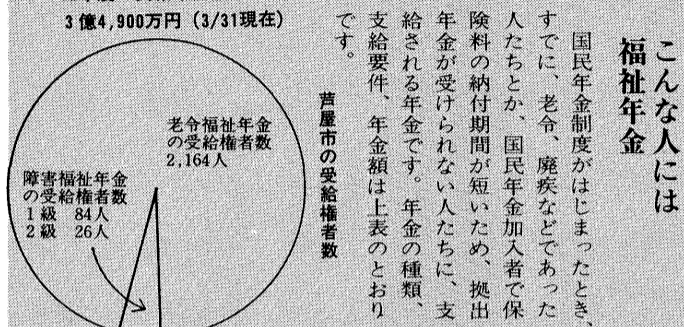 こんな人には
福祉年金
国民年金制度がはじまったとき、
すでに、老令、廃疾などであった
人たちとか、国民年金加入者で保
険料の納付期間が短いため、拠出
年金が受けられない人たちに、支
給される年金です。年金の種類、
支給要件、年金額は上表のとおり
です。
芦屋市の受給権者数
3億4,900万円(3/31現在)
老令福祉年金
の受給権者数
2,164人
障害福祉年金
の受給権者数
1級 84人
2級 26人